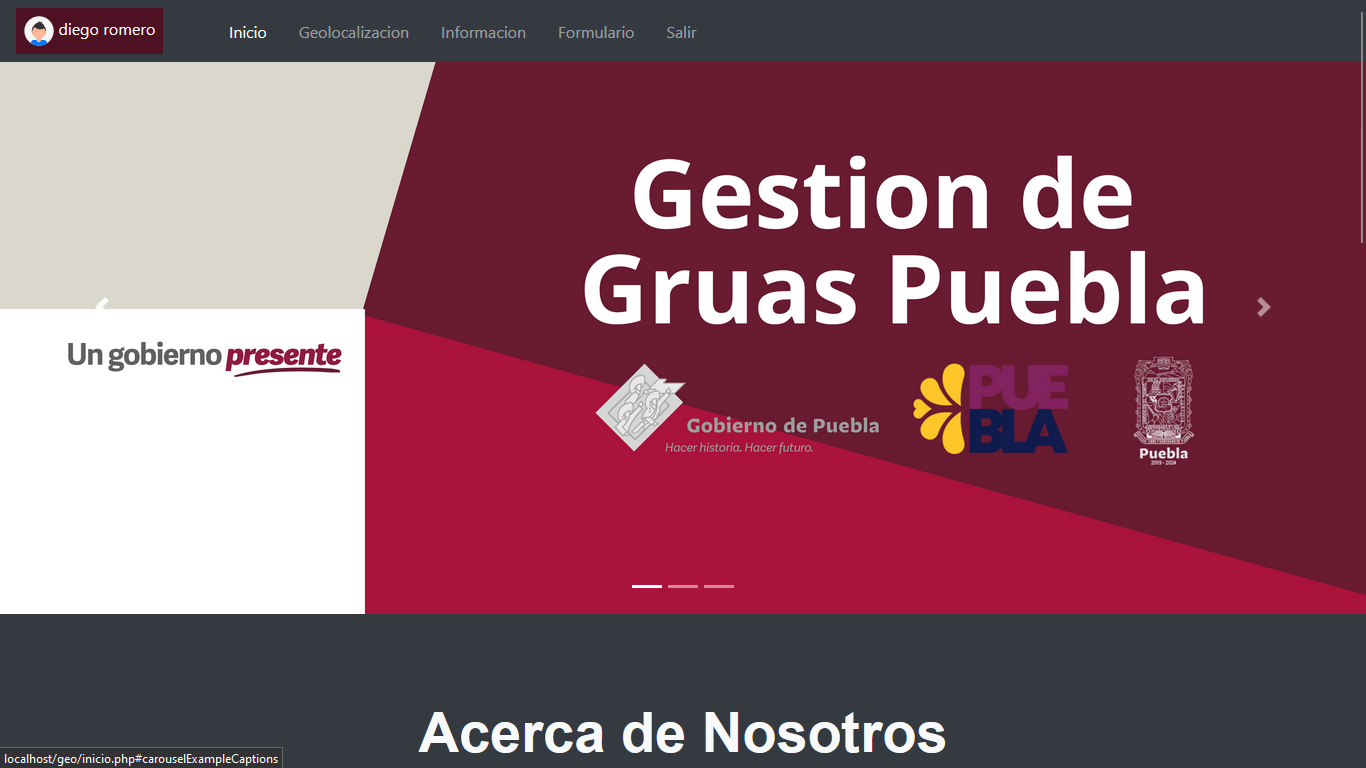 diego romero
Inicio
Geolocalizacion
Informacion
Formulario
Salir
Gestion de
Gruas Puebla
Un gobierno presente
Gobierno de Puebla
Hacer historia. Hacer futuro.
PUE
BLA
Puebla
2019 - 2024
Acerca de Nosotros
localhost/geo/inicio.php#carouselExampleCaptions